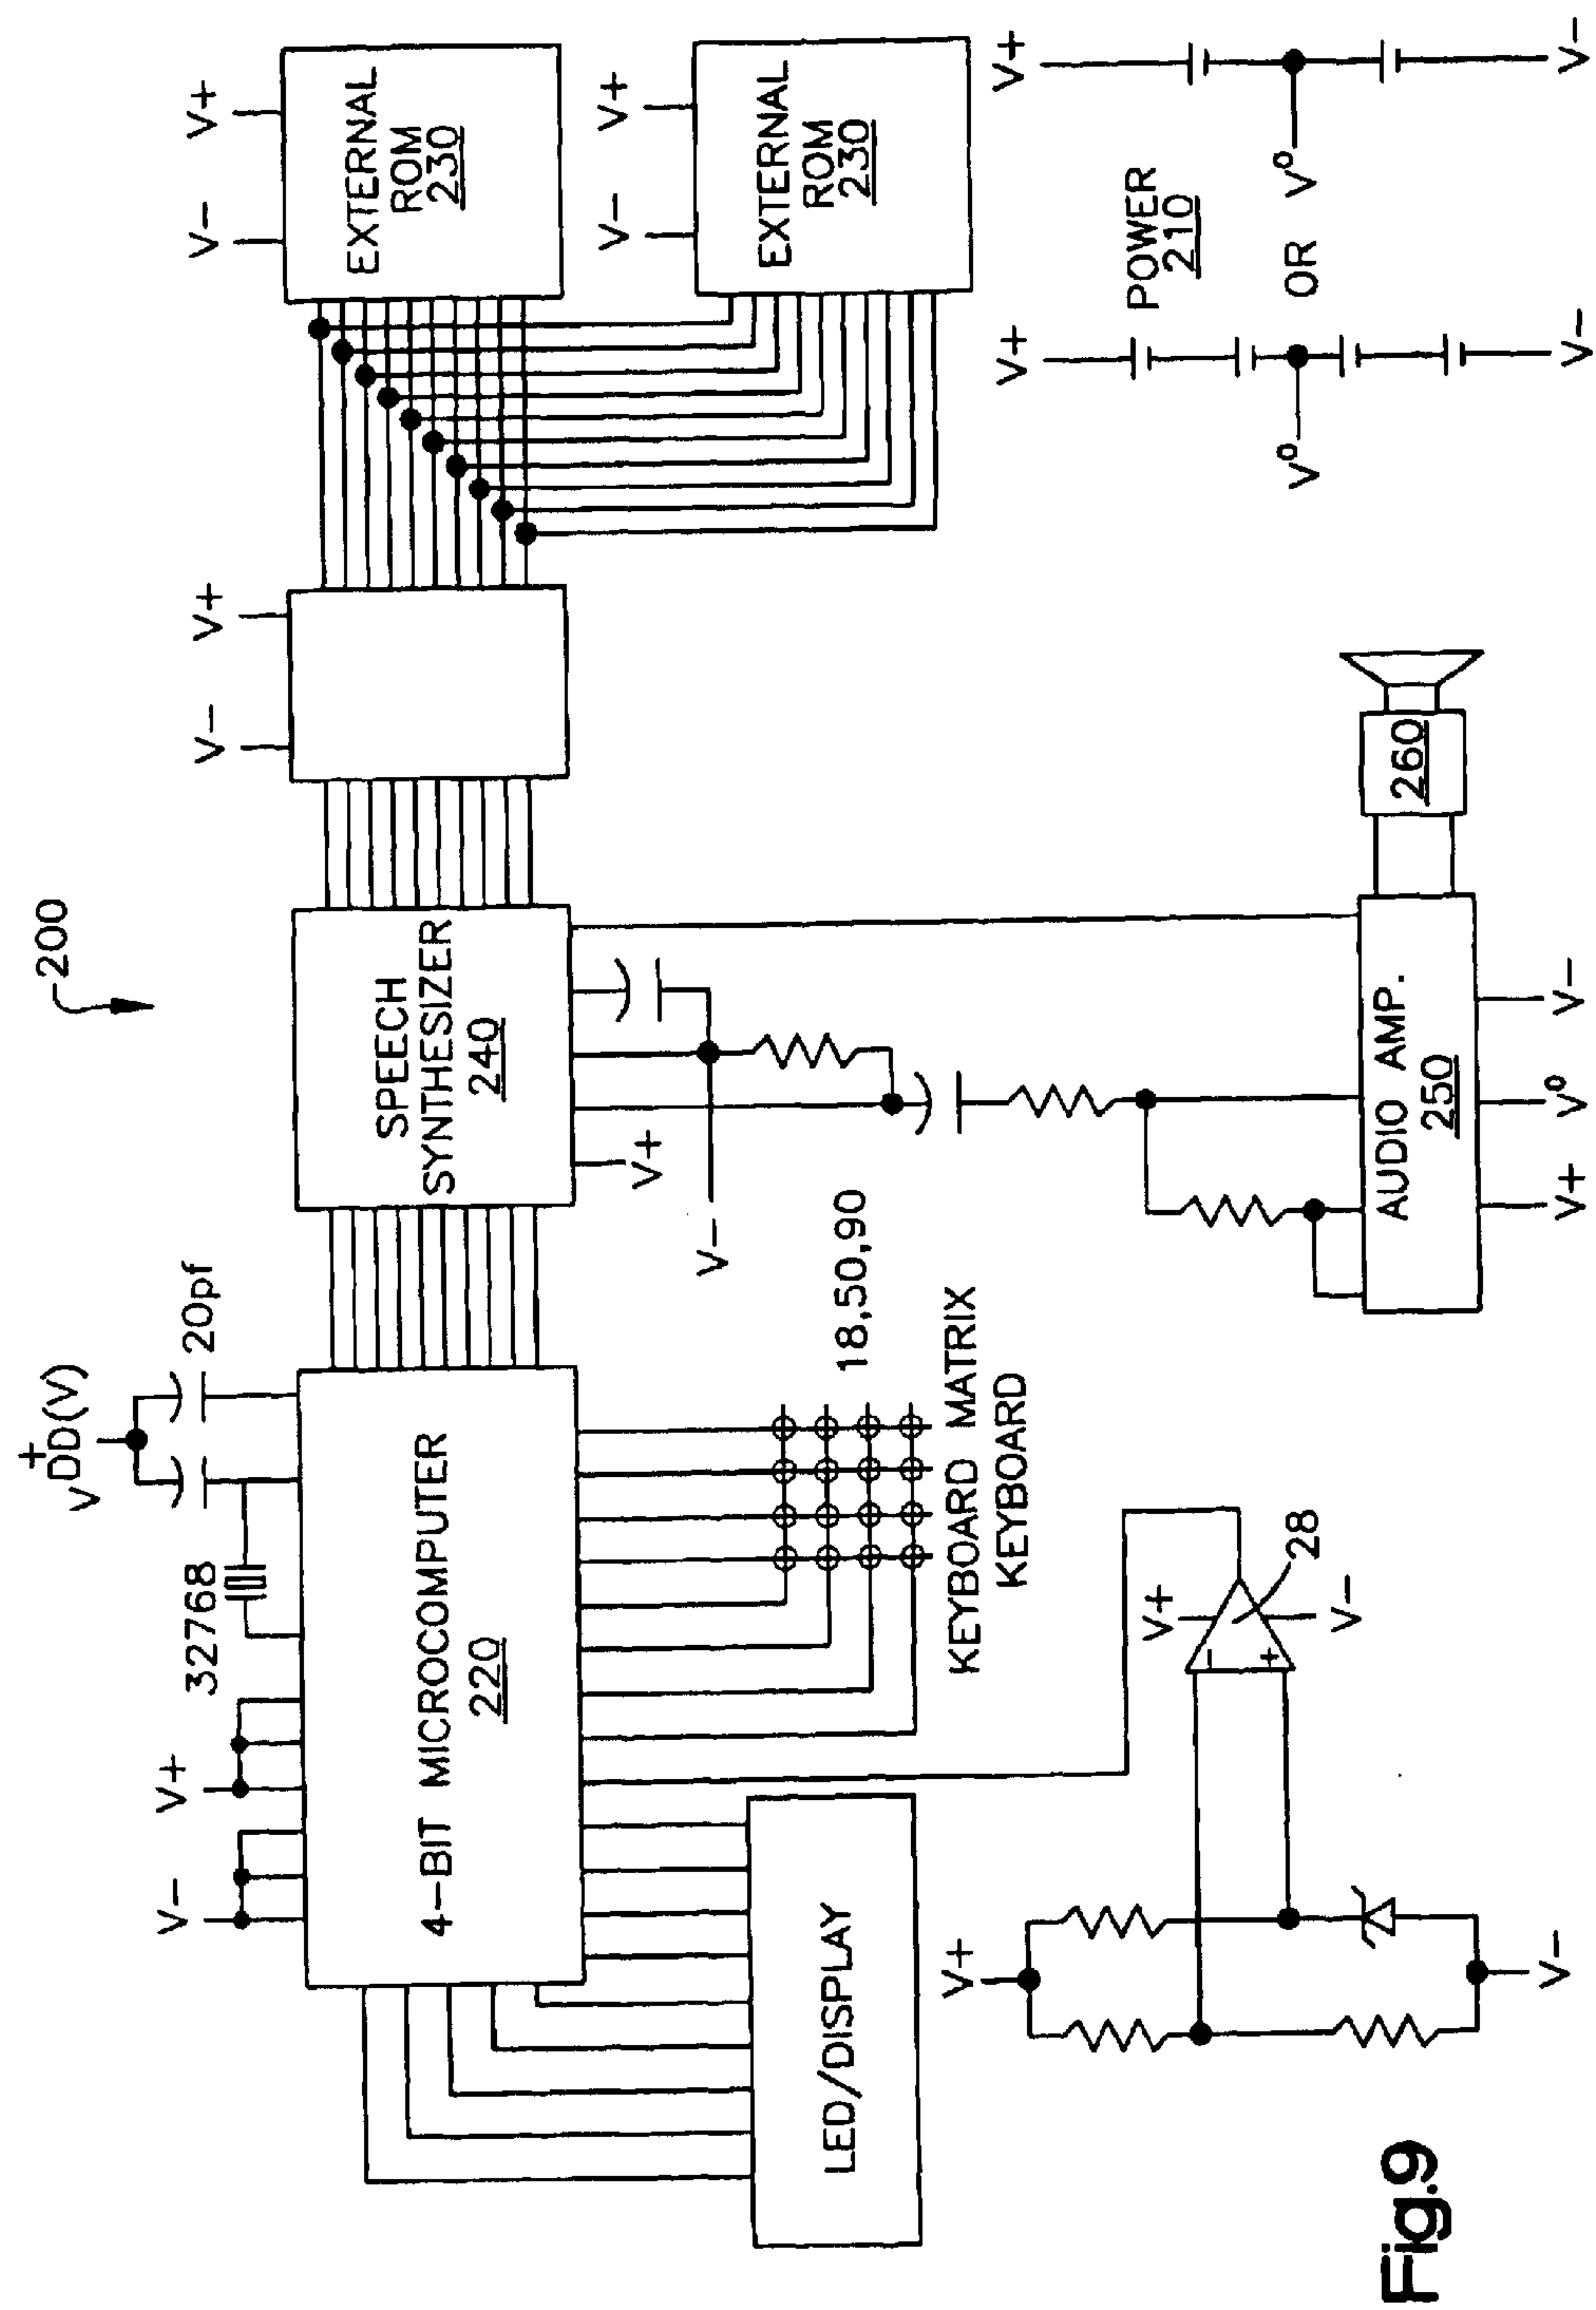 200
V+
DD(V)
V
20pf
32768
V-
V+
4-BIT MICROCOMPUTER
220
SPEECH
SYNTHESIZER
240
V-
V+
V-
V+
EXTERNAL
ROM
230
V-
V+
EXTERNAL
ROM
230
V+
V-
18,50,90
KEYBOARD MATRIX
KEYBOARD
LED/DISPLAY
V+
V-
V+
V-
-
+
28
AUDIO AMP.
250
V+
V°
V-
260
POWER
210
V+
V°
V-
OR
V+
V°
V-
Fig.9